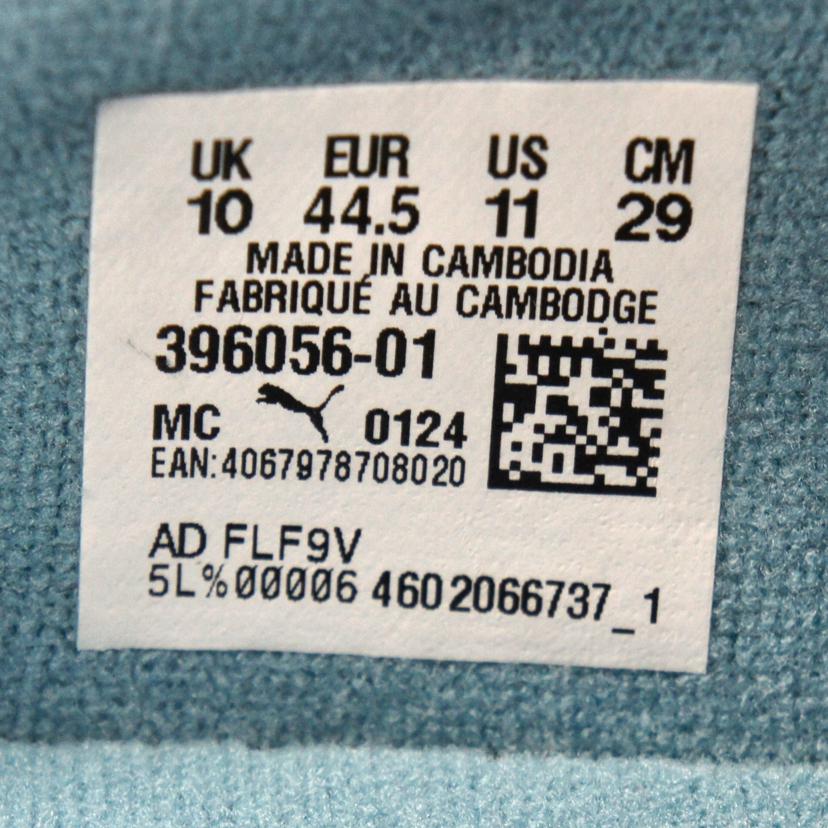 UK EUR US CM
10 44.5 11 29
MADE IN CAMBODIA
FABRIQUÉ AU CAMBODGE
396056-01
MC 0124
EAN:4067978708020
AD FLF9V
5L%00006 4602066737_1